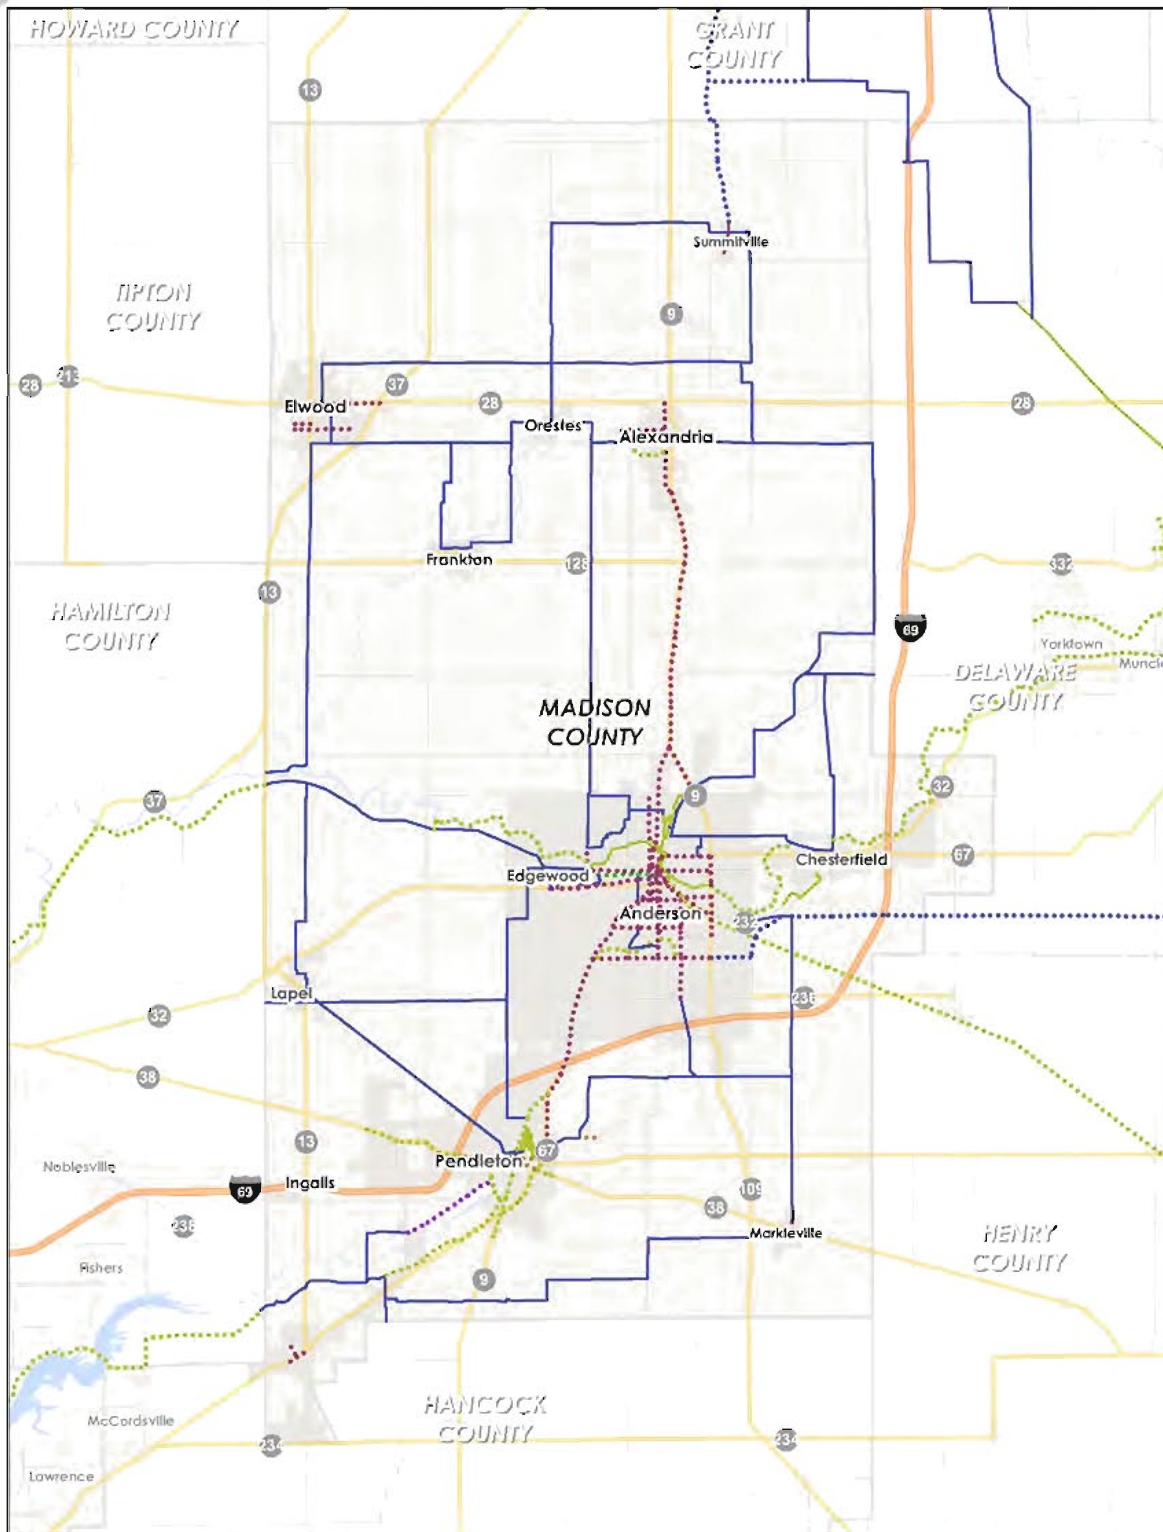 HOWARD COUNTY
GRANT
COUNTY
13
Summitville
TIPTON
COUNTY
9
28
213
37
28
28
Elwood
Orestes
Alexandria
Frankton
128
332
13
HAMILTON
COUNTY
69
Yorktown
Muncie
DELAWARE
COUNTY
MADISON
COUNTY
37
9
32
Edgewood
Chesterfield
67
Anderson
232
Lapel
236
32
38
13
67
Noblesville
Pendleton
Ingalls
69
109
38
238
Markleville
HENRY
COUNTY
Fishers
9
HANCOCK
COUNTY
McCordsville
234
234
Lawrence